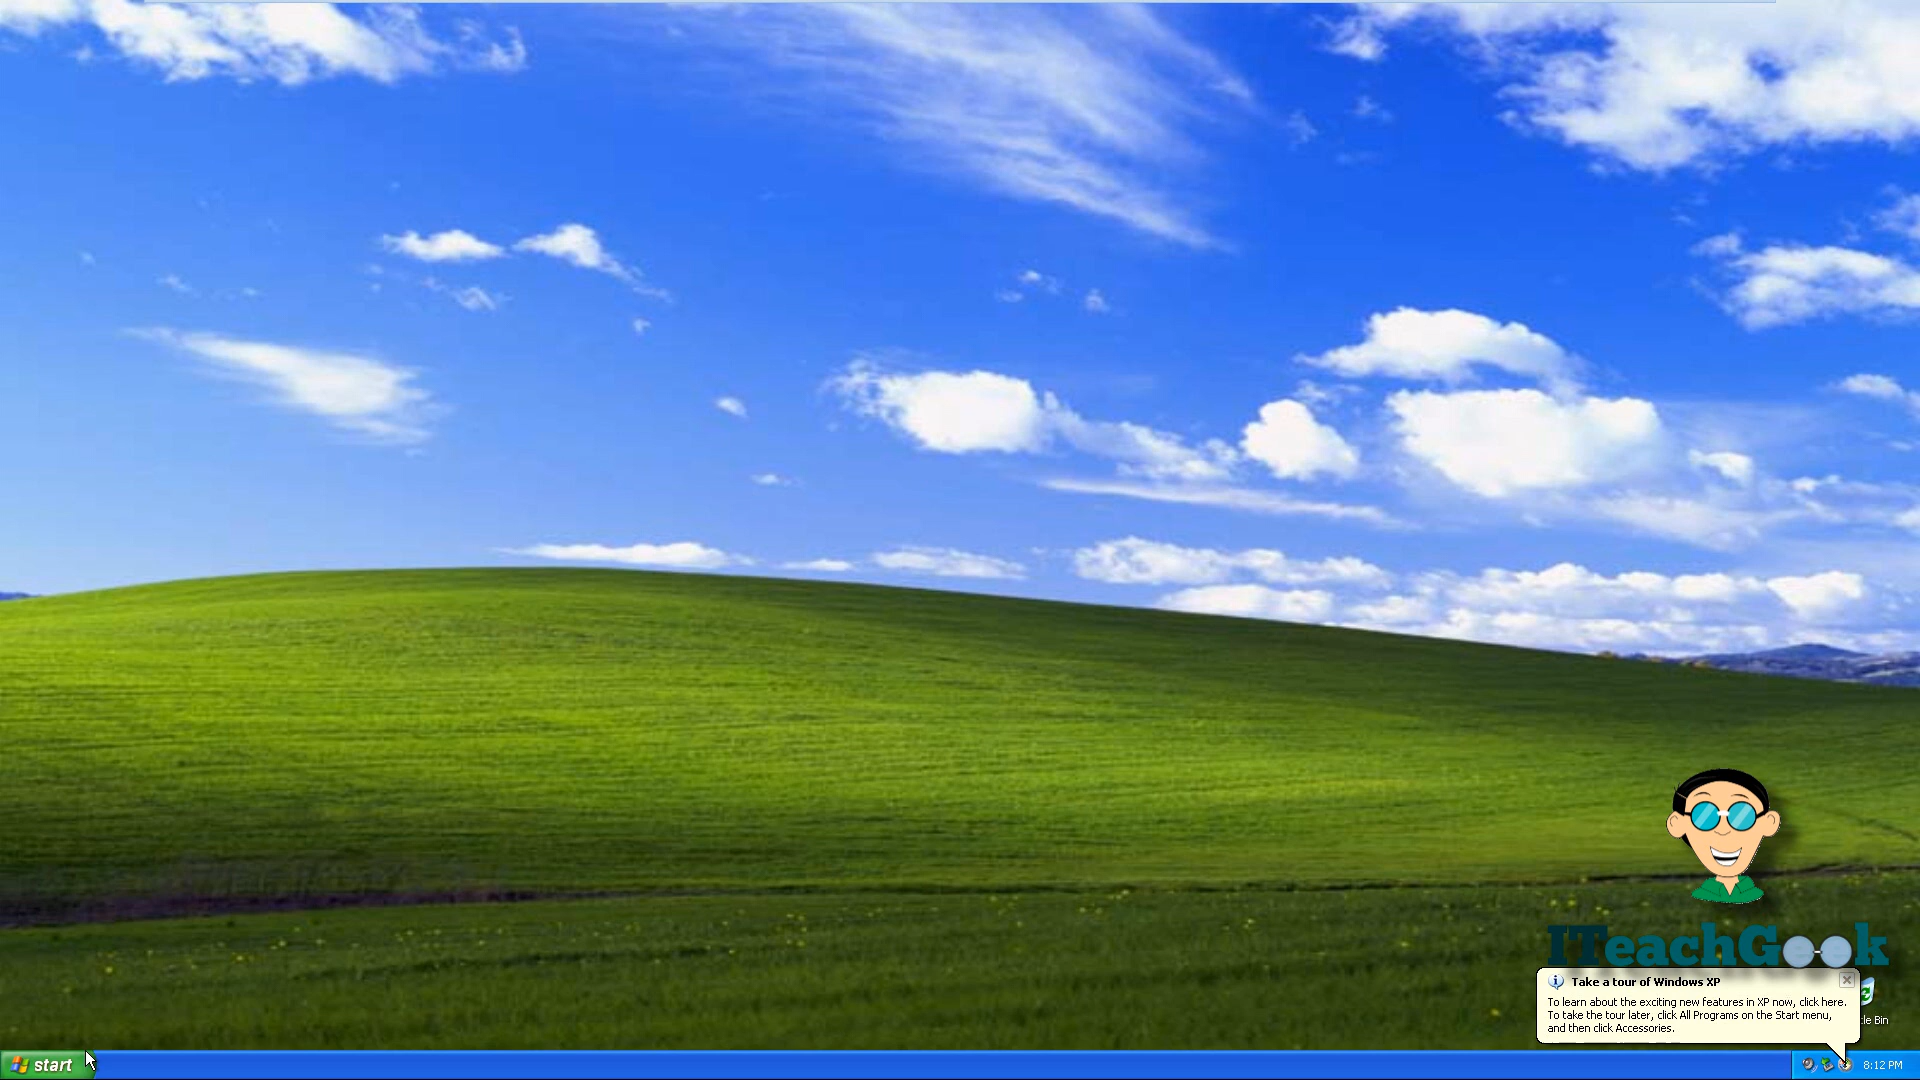 ITeachGeek
Take a tour of Windows XP
To learn about the exciting new features in XP now, click here.
To take the tour later, click All Programs on the Start menu,
and then click Accessories.
cle Bin
start
8:12 PM